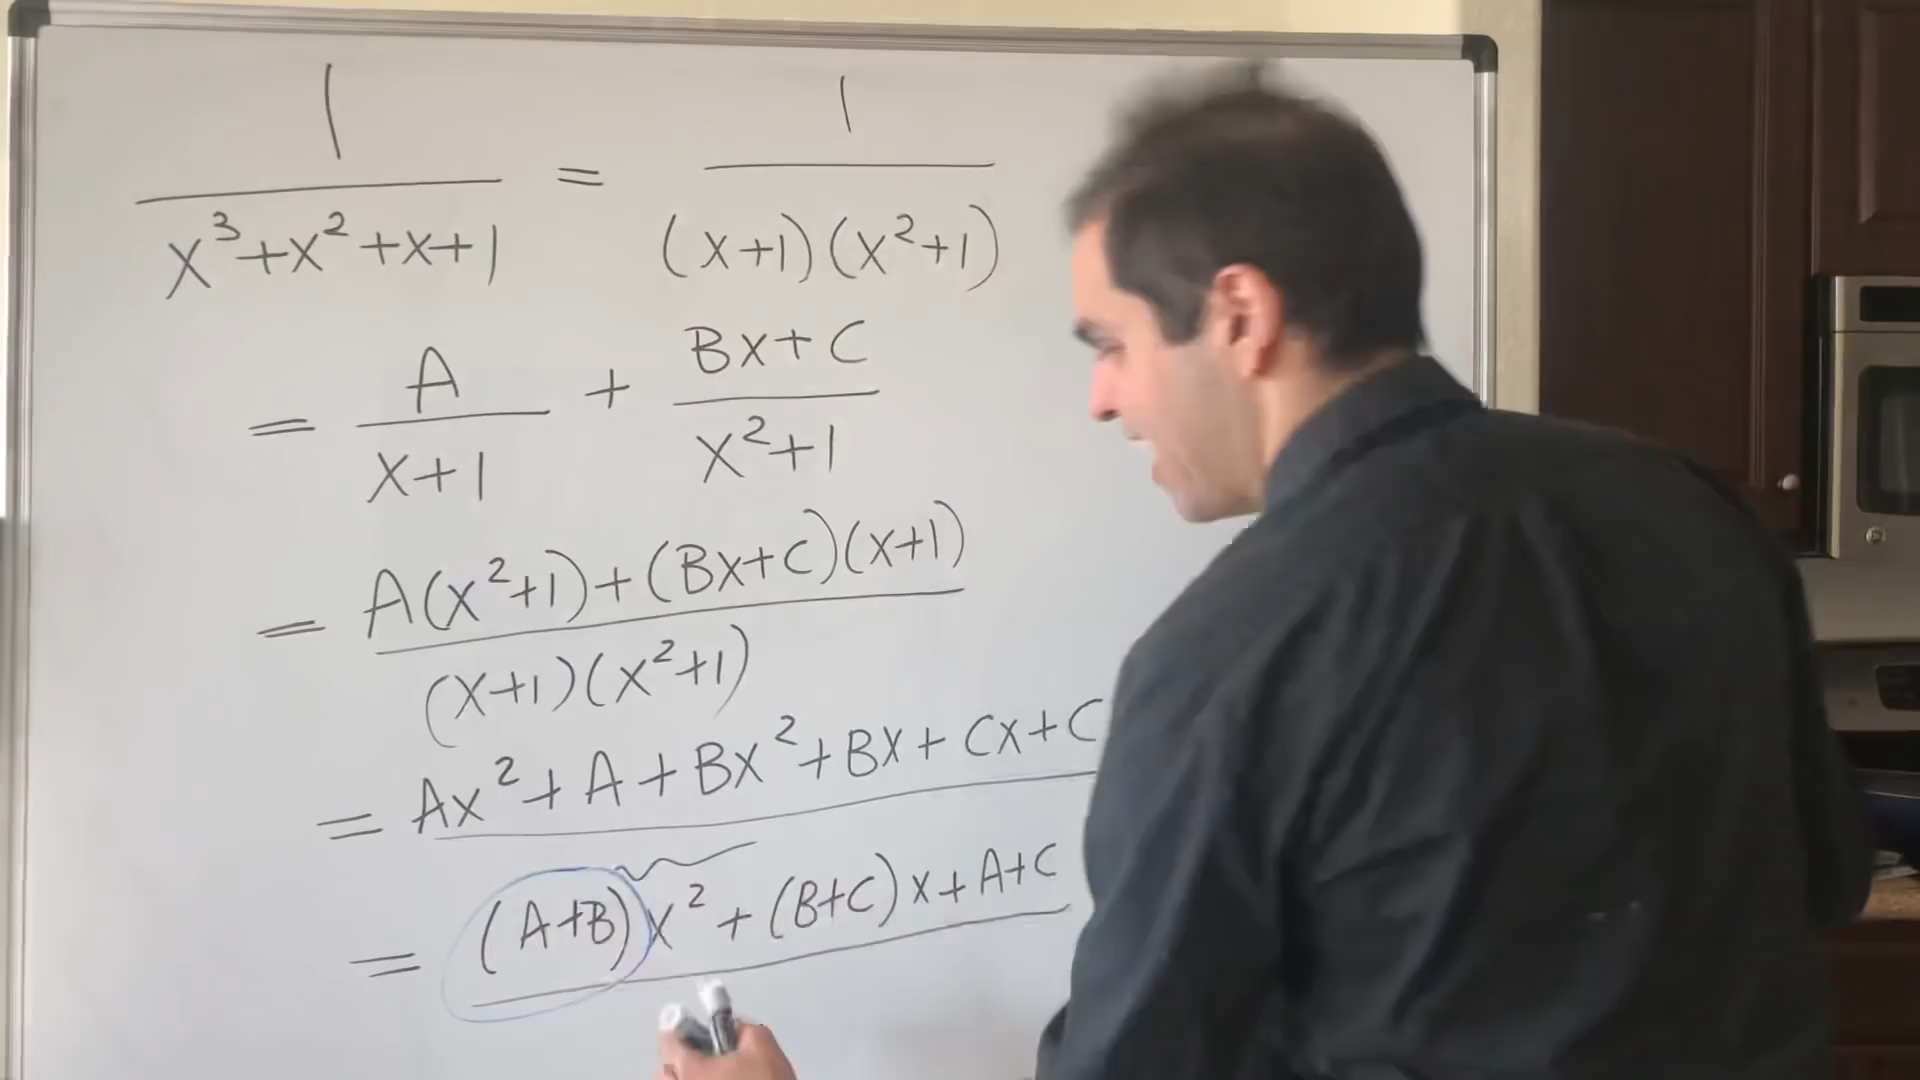 1/(x³+x²+x+1) = 1/((x+1)(x²+1))
= A/(x+1) + (Bx+C)/(x²+1)
= (A(x²+1)+(Bx+C)(x+1))/((x+1)(x²+1))
= Ax²+A+Bx²+Bx+Cx+C
= (A+B)x²+(B+C)x+A+C